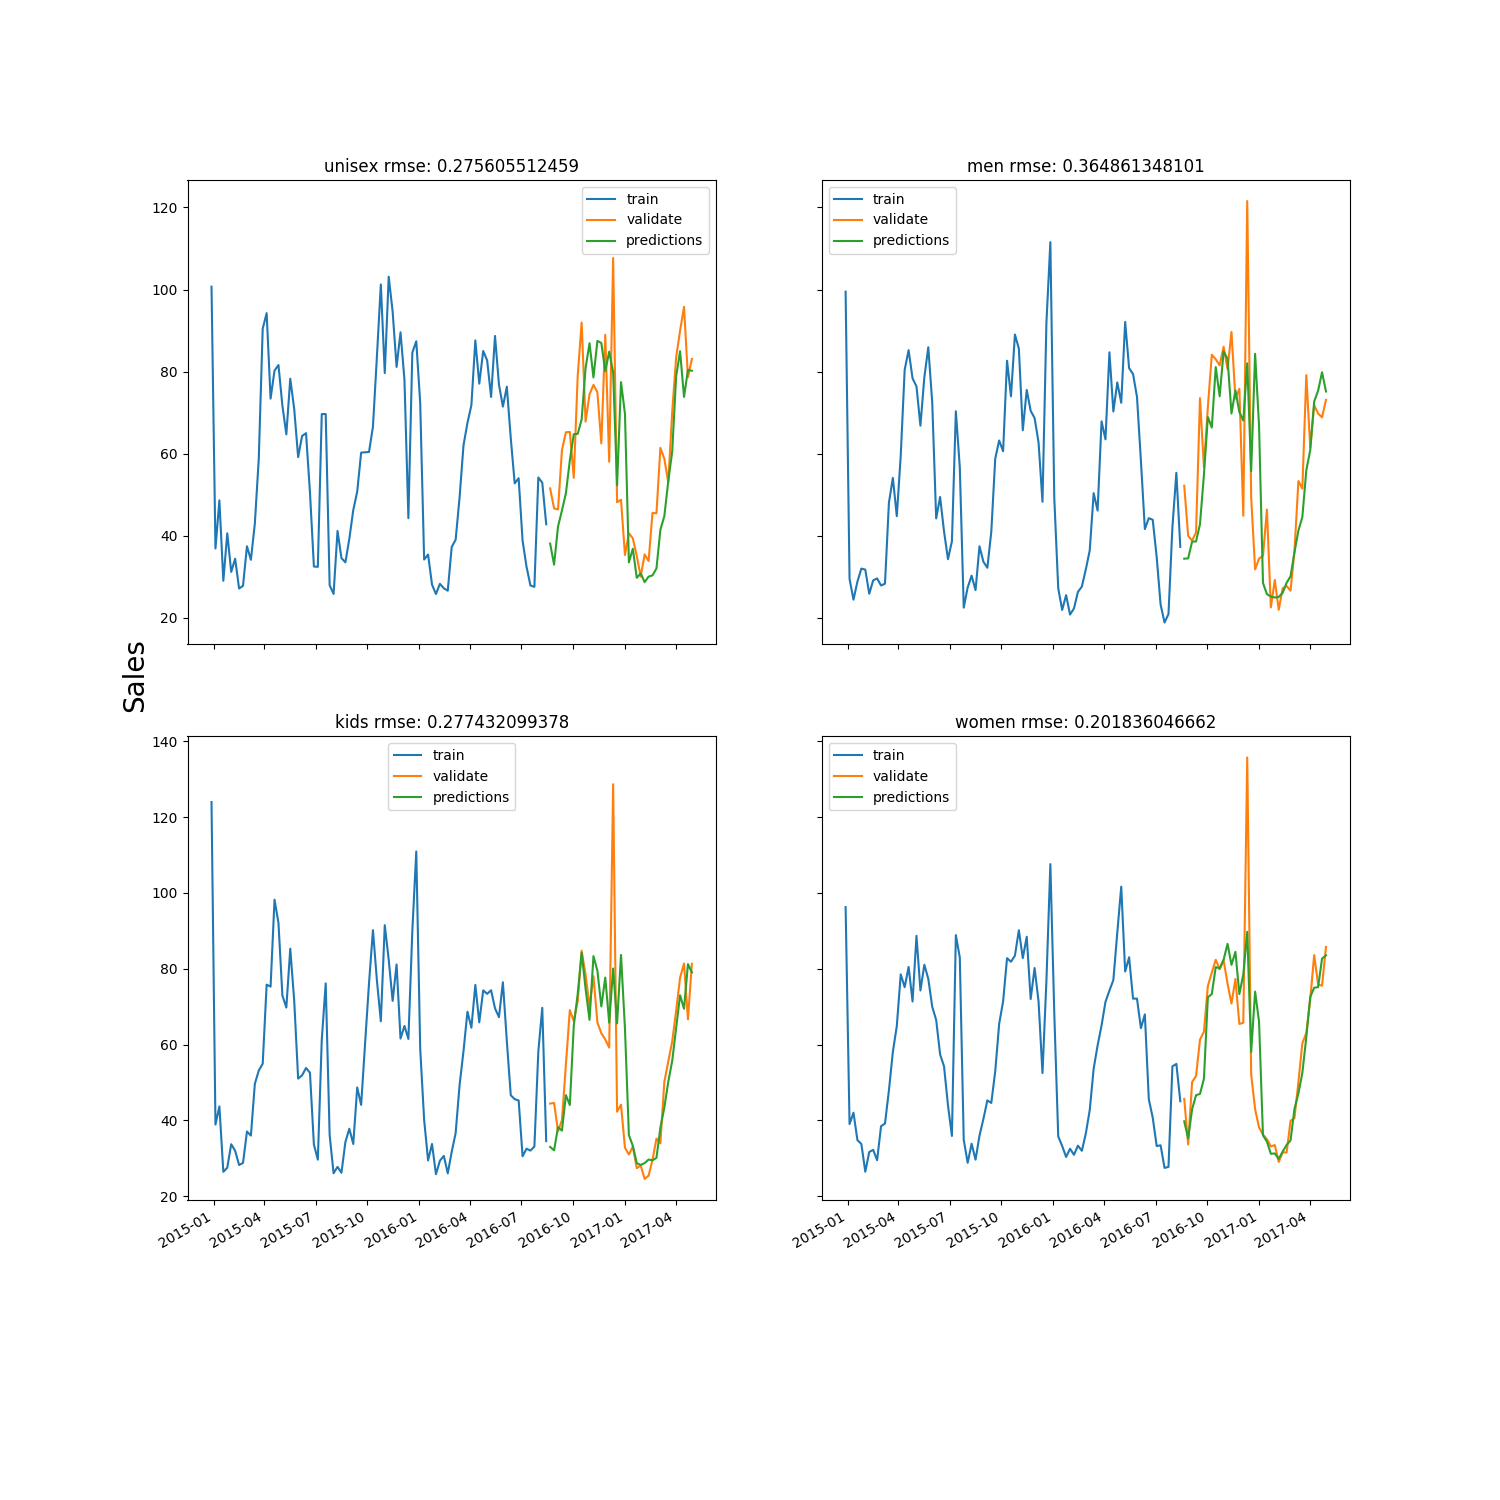 unisex rmse: 0.275605512459
train
validate
predictions
120
100
80
60
40
20
men rmse: 0.364861348101
train
validate
predictions
Sales
kids rmse: 0.277432099378
train
validate
predictions
140
120
100
80
60
40
20
2015-01
2015-04
2015-07
2015-10
2016-01
2016-04
2016-07
2016-10
2017-01
2017-04
women rmse: 0.201836046662
train
validate
predictions
2015-01
2015-04
2015-07
2015-10
2016-01
2016-04
2016-07
2016-10
2017-01
2017-04